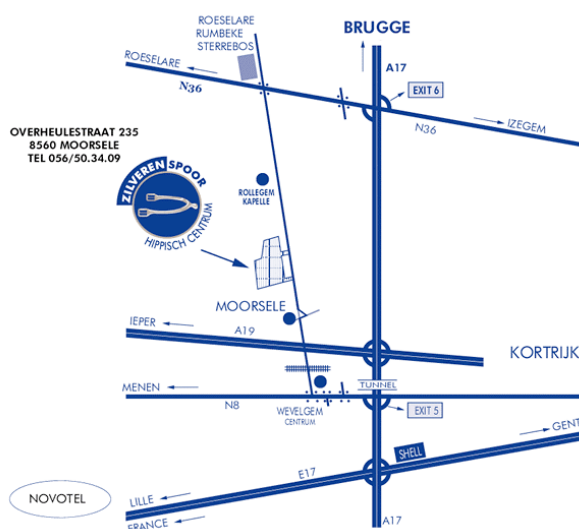 ROESELARE
RUMBEKE
STERREBOS
BRUGGE
ROESELARE
N36
A17
EXIT 6
N36
IZEGEM
OVERHEULESTRAAT 235
8560 MOORSELE
TEL 056/50.34.09
ZILVEREN SPOOR
HIPPISCH CENTRUM
ROLLEGEM
KAPELLE
MOORSELE
IEPER
A19
KORTRIJK
MENEN
N8
WEVELGEM
CENTRUM
TUNNEL
EXIT 5
GENT
SHELL
E17
NOVOTEL
LILLE
FRANCE
A17